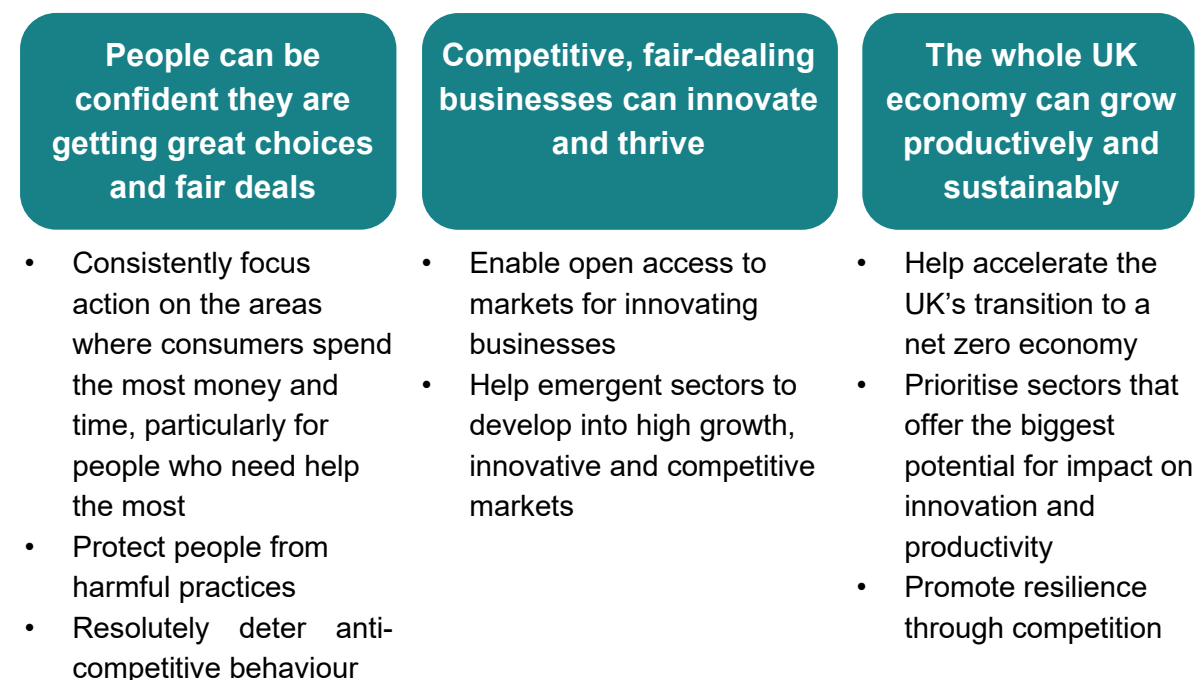 People can be
confident they are
getting great choices
and fair deals
• Consistently focus
action on the areas
where consumers spend
the most money and
time, particularly for
people who need help
the most
• Protect people from
harmful practices
• Resolutely deter anti-
competitive behaviour
Competitive, fair-dealing
businesses can innovate
and thrive
• Enable open access to
markets for innovating
businesses
• Help emergent sectors to
develop into high growth,
innovative and competitive
markets
The whole UK
economy can grow
productively and
sustainably
• Help accelerate the
UK’s transition to a
net zero economy
• Prioritise sectors that
offer the biggest
potential for impact on
innovation and
productivity
• Promote resilience
through competition